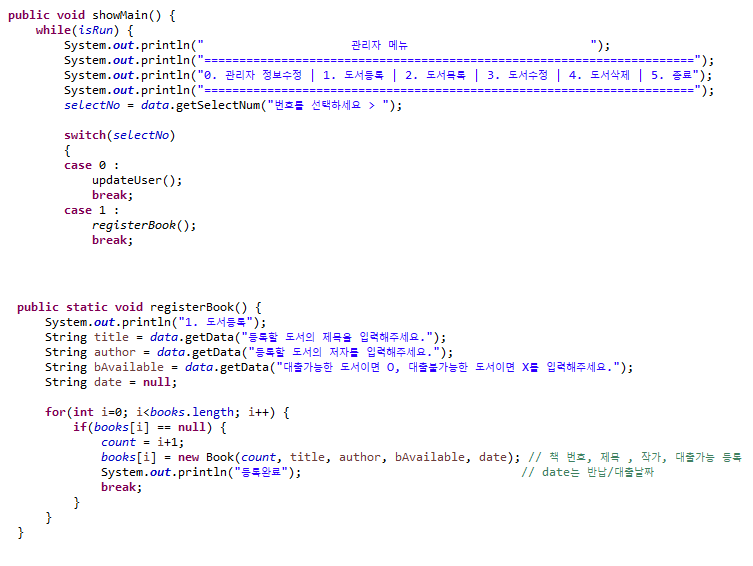 public void showMain() {
while(isRun) {
System.out.println("                     관리자 메뉴                          ");
System.out.println("======================================================================");
System.out.println("0. 관리자 정보수정 | 1. 도서등록 | 2. 도서목록 | 3. 도서수정 | 4. 도서삭제 | 5. 종료");
System.out.println("======================================================================");
selectNo = data.getSelectNum("번호를 선택하세요 > ");
switch(selectNo)
{
case 0 :
updateUser();
break;
case 1 :
registerBook();
break;
public static void registerBook() {
System.out.println("1. 도서등록");
String title = data.getData("등록할 도서의 제목을 입력해주세요.");
String author = data.getData("등록할 도서의 저자를 입력해주세요.");
String bAvailable = data.getData("대출가능한 도서이면 O, 대출불가능한 도서이면 X를 입력해주세요.");
String date = null;
for(int i=0; i<books.length; i++) {
if(books[i] == null) {
count = i+1;
books[i] = new Book(count, title, author, bAvailable, date); // 책 번호, 제목 , 작가, 대출가능 등록
System.out.println("등록완료"); // date는 반납/대출날짜
break;
}
}
}